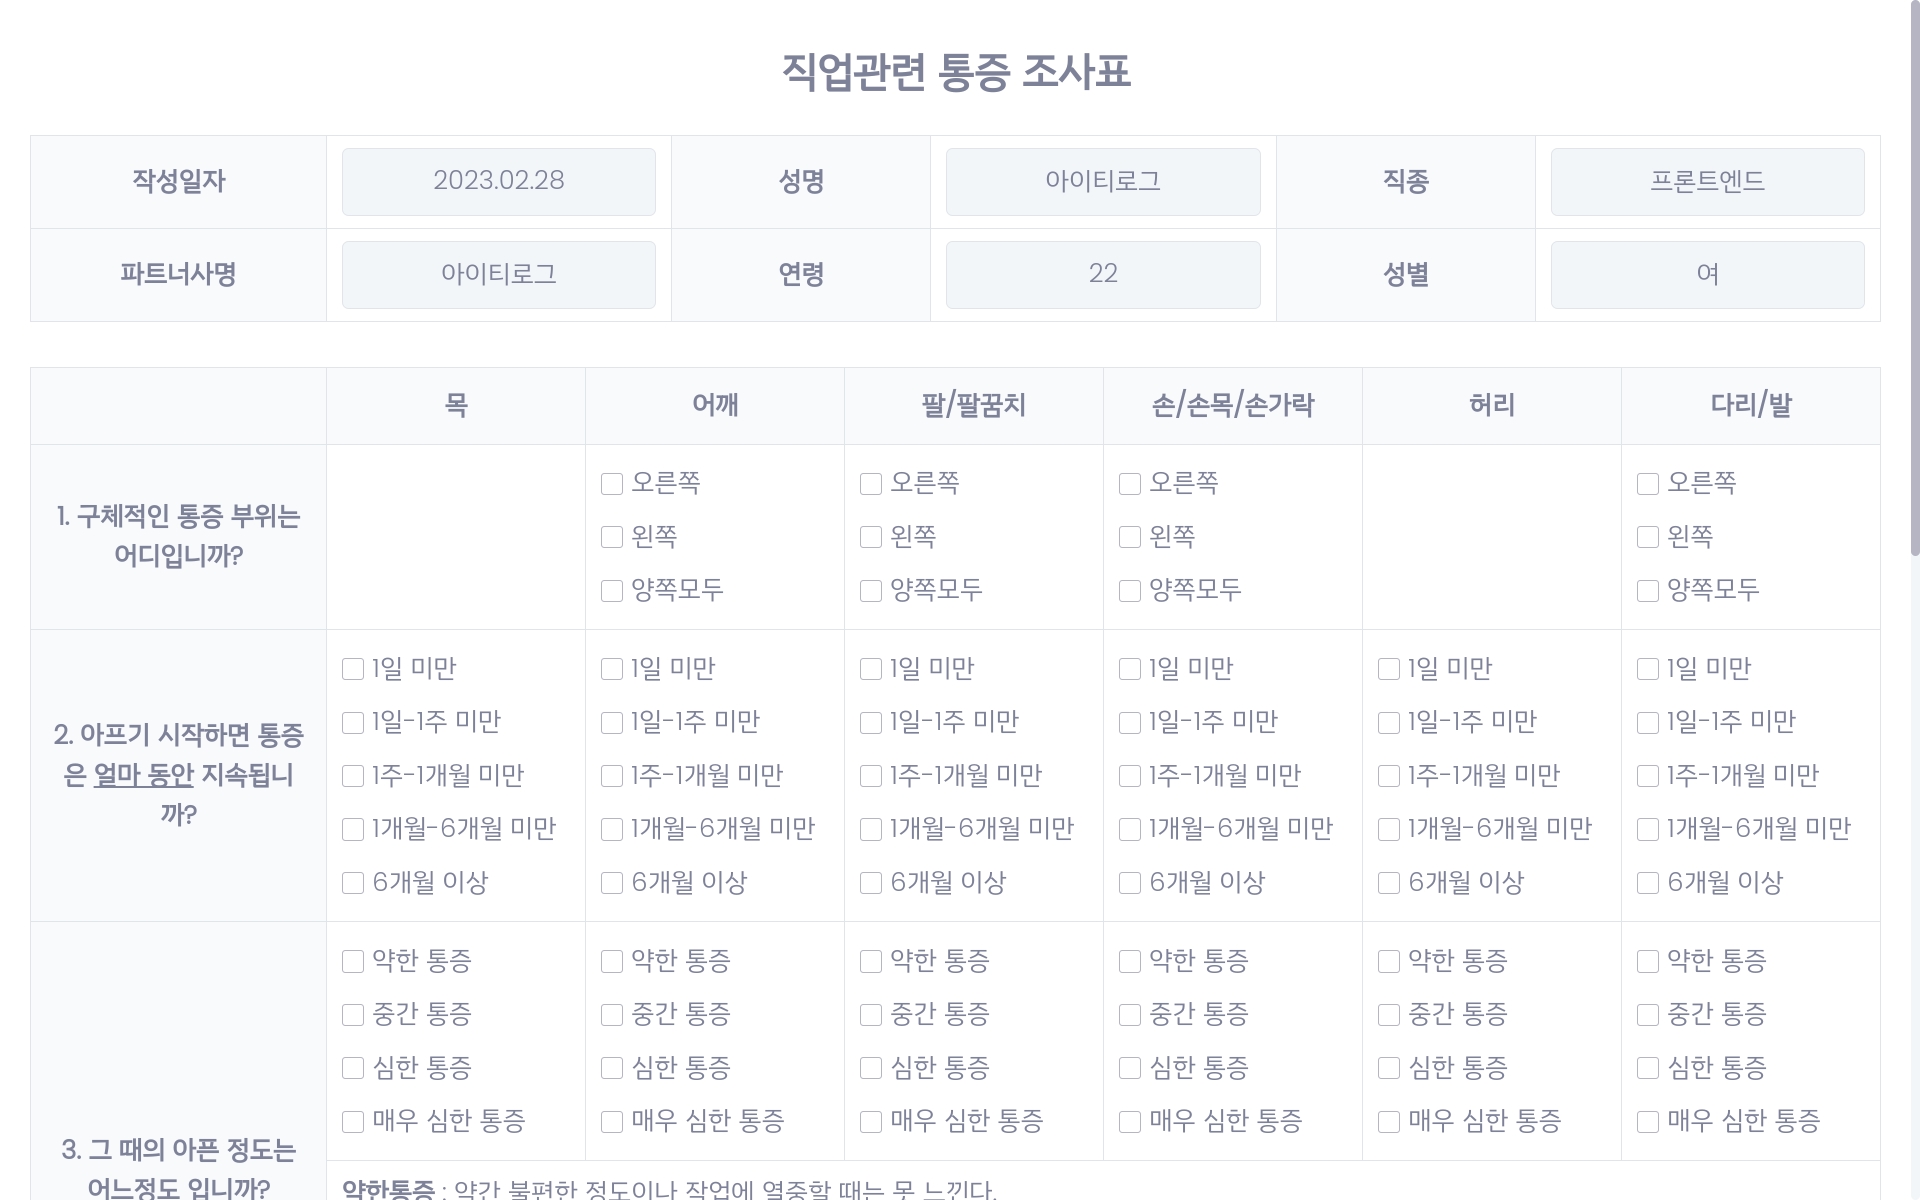 직업관련 통증 조사표
작성일자 2023.02.28 성명 아이티로그 직종 프론트엔드
파트너사명 아이티로그 연령 22 성별 여
목 어깨 팔/팔꿈치 손/손목/손가락 허리 다리/발
1. 구체적인 통증 부위는
어디입니까?
오른쪽 오른쪽 오른쪽 오른쪽
왼쪽 왼쪽 왼쪽 왼쪽
양쪽모두 양쪽모두 양쪽모두 양쪽모두
2. 아프기 시작하면 통증
은 얼마 동안 지속됩니
까?
1일 미만 1일 미만 1일 미만 1일 미만 1일 미만 1일 미만
1일-1주 미만 1일-1주 미만 1일-1주 미만 1일-1주 미만 1일-1주 미만 1일-1주 미만
1주-1개월 미만 1주-1개월 미만 1주-1개월 미만 1주-1개월 미만 1주-1개월 미만 1주-1개월 미만
1개월-6개월 미만 1개월-6개월 미만 1개월-6개월 미만 1개월-6개월 미만 1개월-6개월 미만 1개월-6개월 미만
6개월 이상 6개월 이상 6개월 이상 6개월 이상 6개월 이상 6개월 이상
3. 그 때의 아픈 정도는
어느정도 입니까?
약한 통증 약한 통증 약한 통증 약한 통증 약한 통증 약한 통증
중간 통증 중간 통증 중간 통증 중간 통증 중간 통증 중간 통증
심한 통증 심한 통증 심한 통증 심한 통증 심한 통증 심한 통증
매우 심한 통증 매우 심한 통증 매우 심한 통증 매우 심한 통증 매우 심한 통증 매우 심한 통증
약한통증 : 약간 불편한 정도이나 작업에 열중할 때는 못 느낀다.